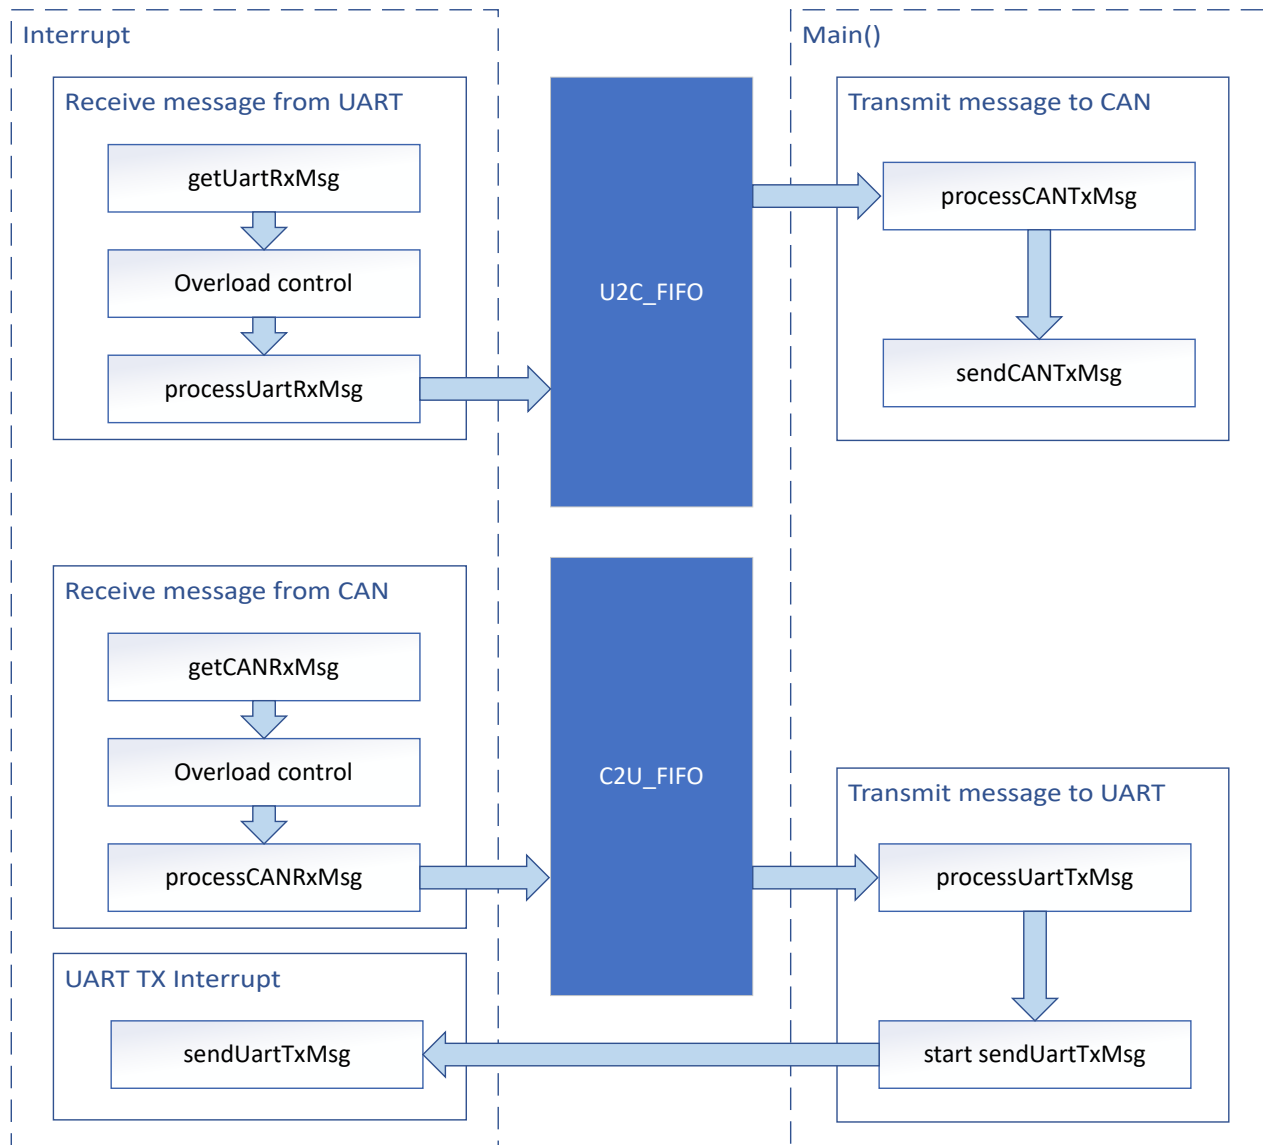 Interrupt
Receive message from UART
getUartRxMsg
Overload control
processUartRxMsg
U2C_FIFO
Main()
Transmit message to CAN
processCANTxMsg
sendCANTxMsg
Receive message from CAN
getCANRxMsg
Overload control
processCANRxMsg
C2U_FIFO
Transmit message to UART
processUartTxMsg
start sendUartTxMsg
UART TX Interrupt
sendUartTxMsg